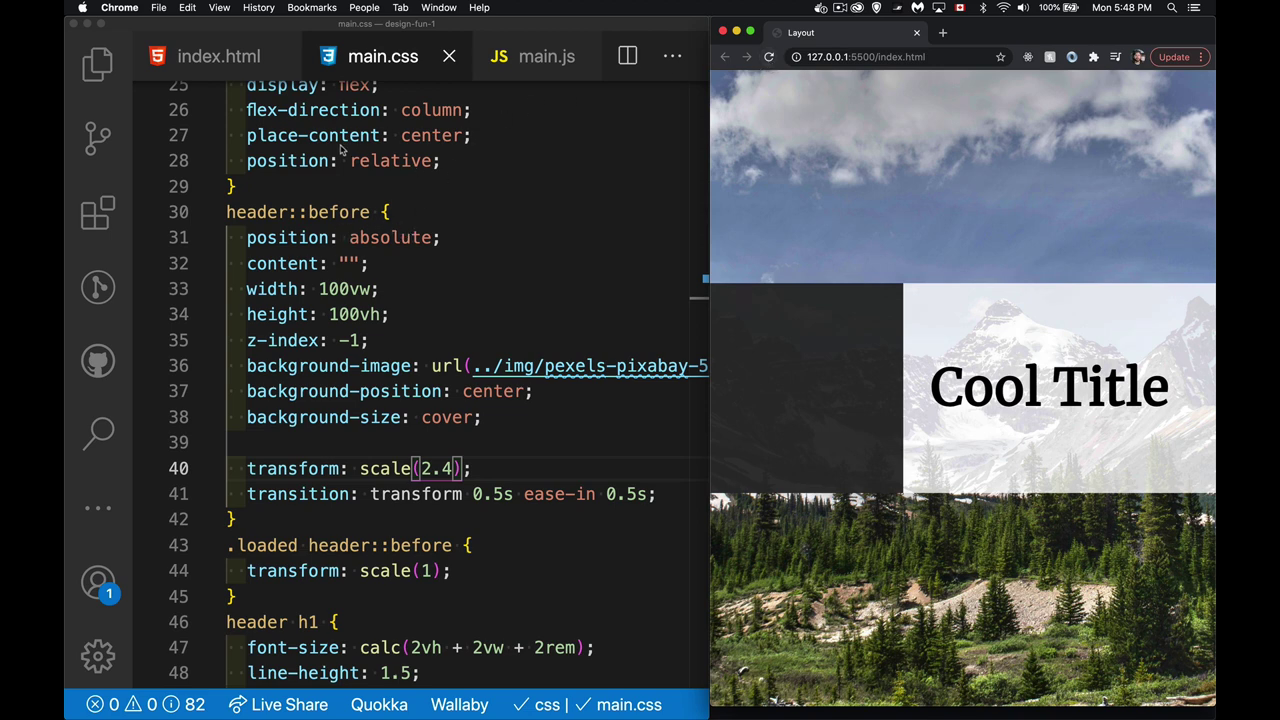 Chrome File Edit View History Bookmarks People Tab Window Help 100% Mon 5:48 PM
main.css — design-fun-1
index.html main.css JS main.js
Layout
127.0.0.1:5500/index.html Update
25 display: flex;
26 flex-direction: column;
27 place-content: center;
28 position: relative;
29 }
30 header::before {
31 position: absolute;
32 content: "";
33 width: 100vw;
34 height: 100vh;
35 z-index: -1;
36 background-image: url(../img/pexels-pixabay-5
37 background-position: center;
38 background-size: cover;
39
40 transform: scale(2.4);
41 transition: transform 0.5s ease-in 0.5s;
42 }
43 .loaded header::before {
44 transform: scale(1);
45 }
46 header h1 {
47 font-size: calc(2vh + 2vw + 2rem);
48 line-height: 1.5;
Cool Title
1
0 0 82 Live Share Quokka Wallaby ✓ css | ✓ main.css